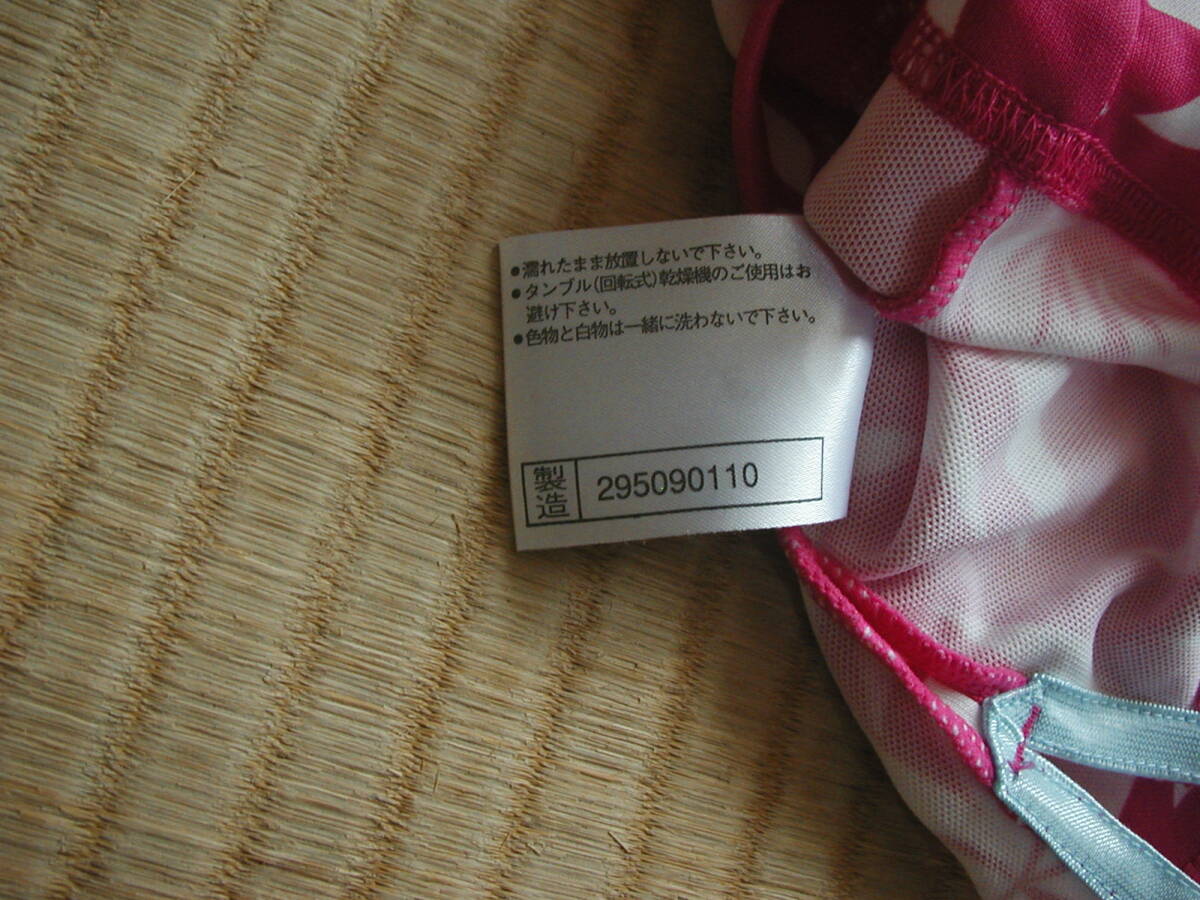 ●濡れたまま放置しないで下さい。
●タンブル(回転式)乾燥機のご使用はお
避け下さい。
●色物と白物は一緒に洗わないで下さい。
製造 295090110